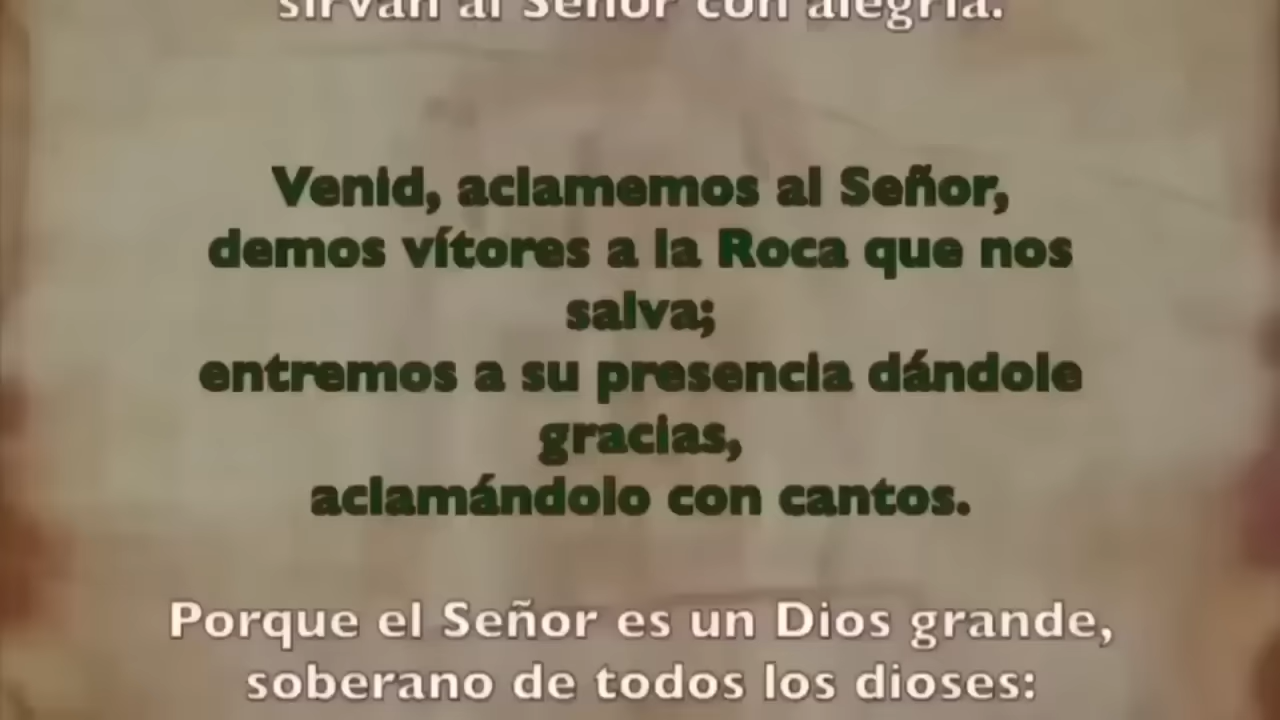 sirvan al Señor con alegría.
Venid, aclamemos al Señor,
demos vítores a la Roca que nos
salva;
entremos a su presencia dándole
gracias,
aclamándolo con cantos.
Porque el Señor es un Dios grande,
soberano de todos los dioses: